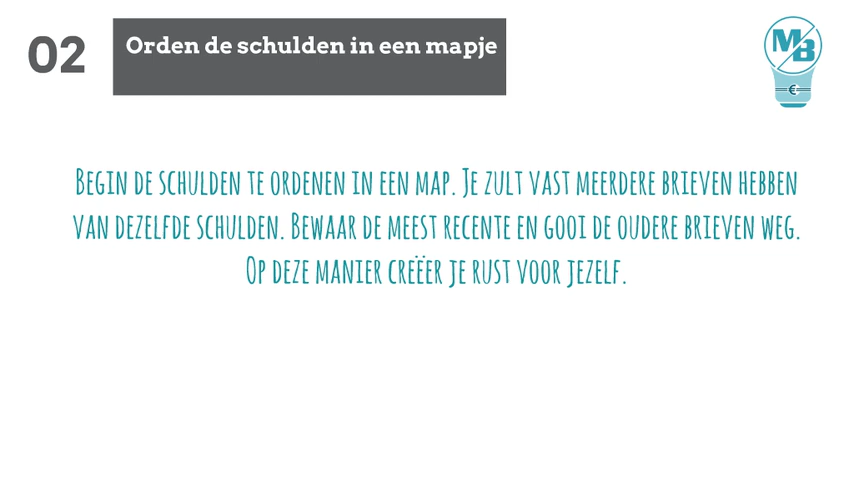 02
Orden de schulden in een mapje
MB
€
Begin de schulden te ordenen in een map. Je zult vast meerdere brieven hebben
van dezelfde schulden. Bewaar de meest recente en gooi de oudere brieven weg.
Op deze manier creëer je rust voor jezelf.